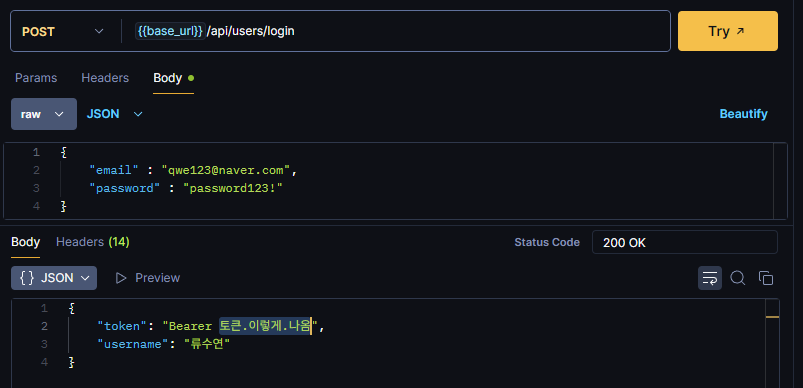 POST {{base_url}}/api/users/login Try ↗
Params Headers Body
raw JSON Beautify
1 {
2 "email" : "qwe123@naver.com",
3 "password" : "password123!"
4 }
Body Headers (14) Status Code 200 OK
{} JSON Preview
1 {
2 "token": "Bearer 토큰.이렇게.나옴",
3 "username": "류수연"
4 }